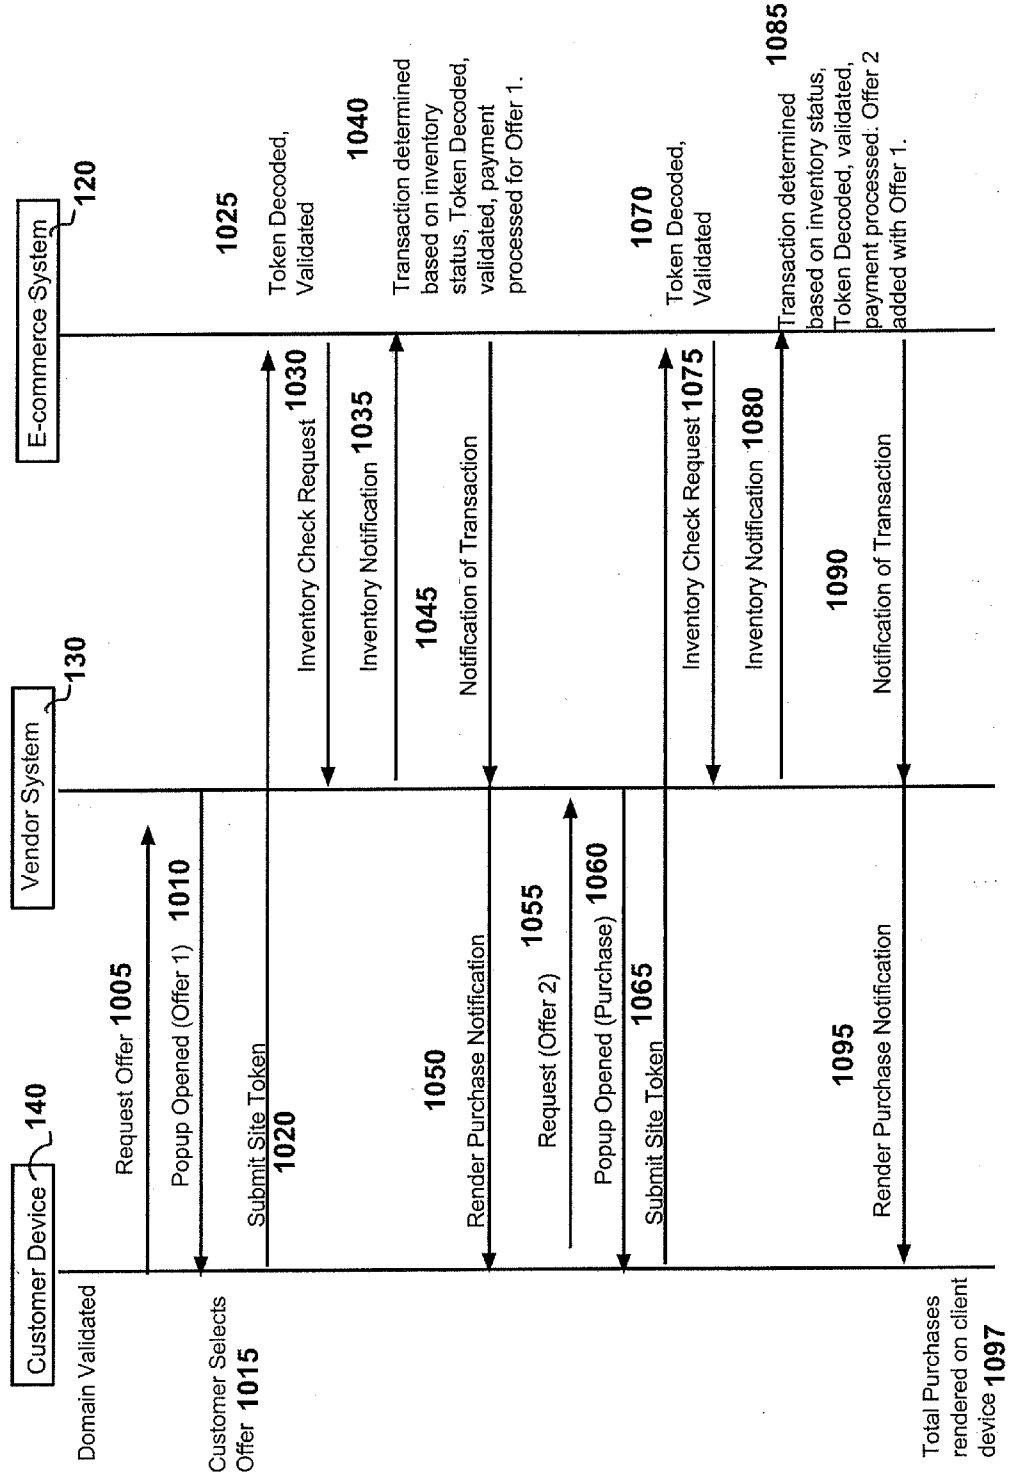 Customer Device
140
Vendor System
130
E-commerce System
120
Domain Validated
Request Offer 1005
Popup Opened (Offer 1) 1010
Customer Selects
Offer 1015
Submit Site Token
1020
1025
Token Decoded,
Validated
Inventory Check Request 1030
Inventory Notification 1035
1040
Transaction determined
based on inventory
status, Token Decoded,
validated, payment
processed for Offer 1.
1045
Notification of Transaction
1050
Render Purchase Notification
1055
Request (Offer 2)
Popup Opened (Purchase) 1060
Submit Site Token 1065
1070
Token Decoded,
Validated
Inventory Check Request 1075
Inventory Notification 1080
1085
Transaction determined
based on inventory status,
Token Decoded, validated,
payment processed. Offer 2
added with Offer 1.
1090
Notification of Transaction
1095
Render Purchase Notification
Total Purchases
rendered on client
device 1097